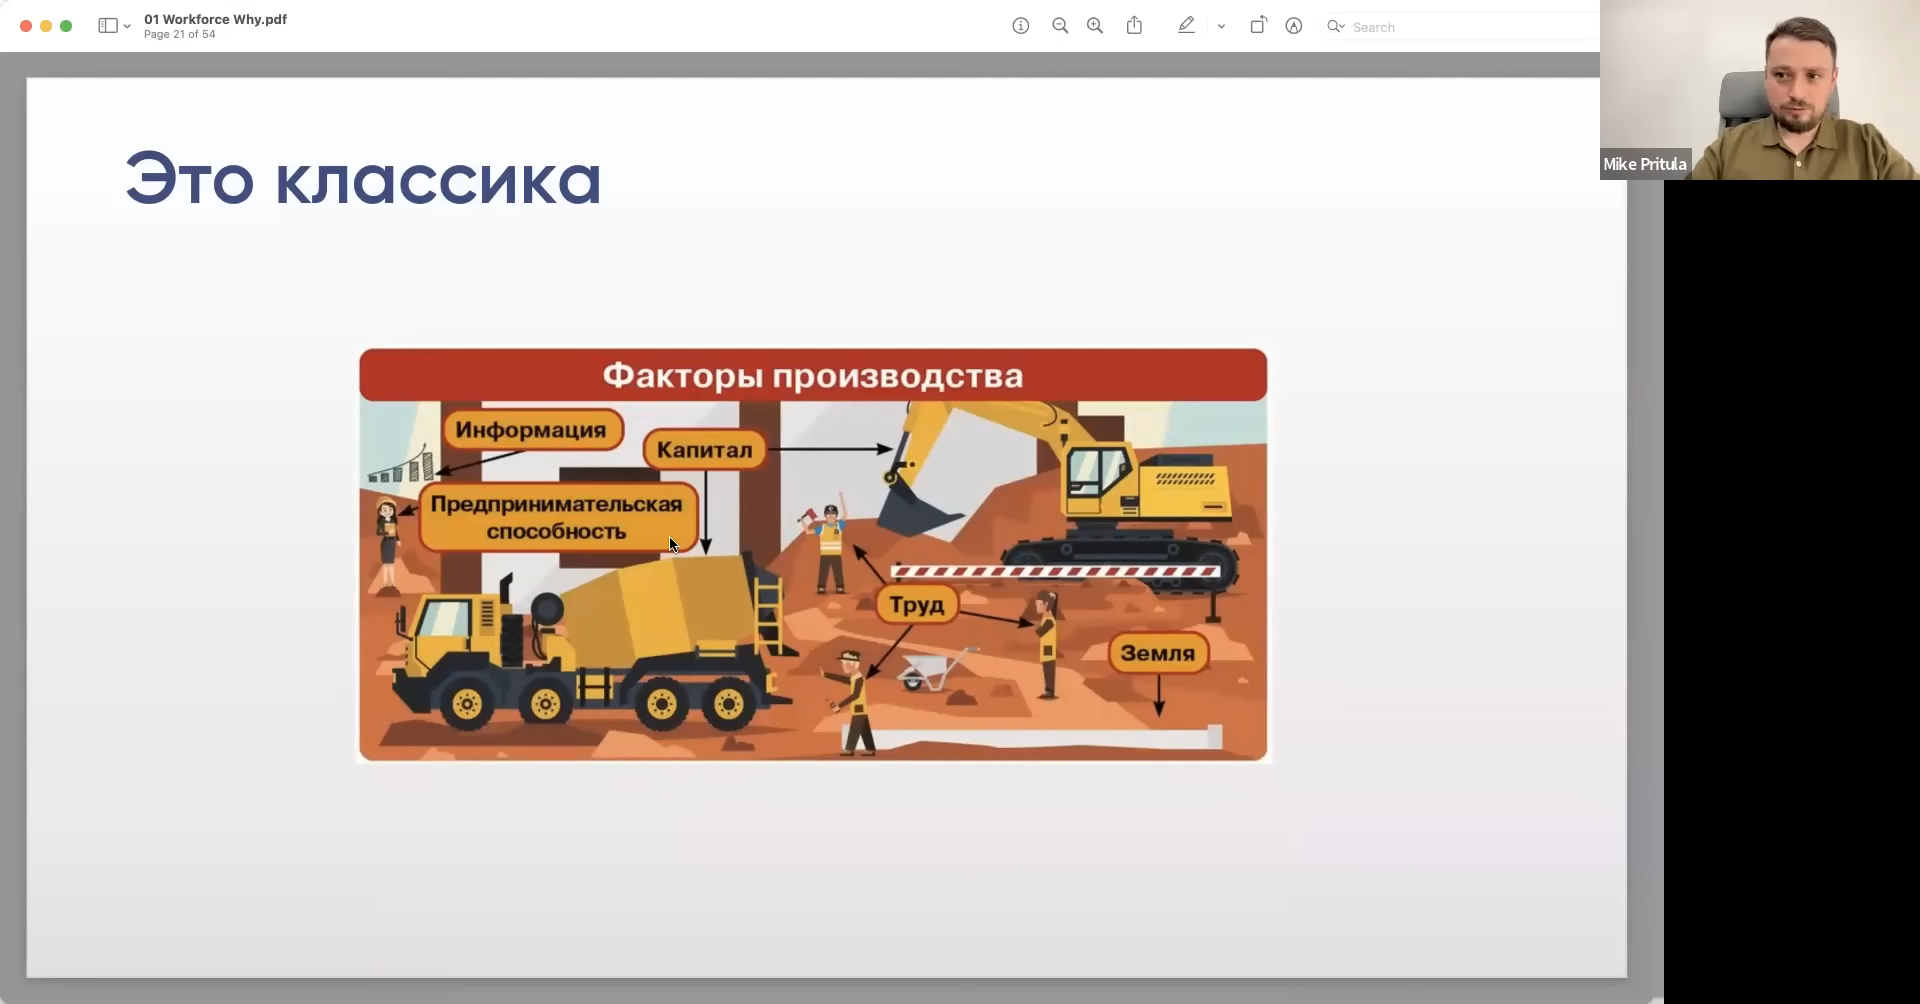 01 Workforce Why.pdf
Page 21 of 54
Search
Mike Pritula
Это классика
Факторы производства
Информация
Капитал
Предпринимательская
способность
Труд
Земля